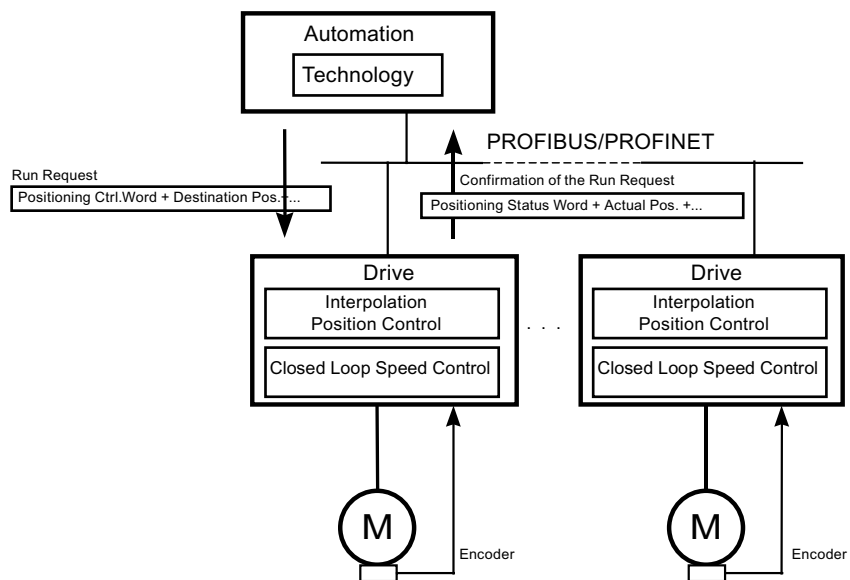 Automation
Technology
PROFIBUS/PROFINET
Run Request
Positioning Ctrl.Word + Destination Pos.+...
Confirmation of the Run Request
Positioning Status Word + Actual Pos. +...
Drive
Interpolation
Position Control
Closed Loop Speed Control
. . .
Drive
Interpolation
Position Control
Closed Loop Speed Control
M
Encoder
M
Encoder